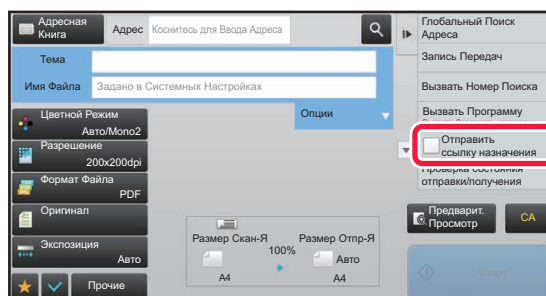 Адресная
Книга
Адрес
Коснитесь для Ввода Адреса
Тема
Имя Файла
Задано в Системных Настройках
Опции
Цветной Режим
Авто/Mono2
Разрешение
200x200dpi
Формат Файла
PDF
Оригинал
Экспозиция
Авто
Прочие
Размер Скан-Я
100%
Размер Отпр-Я
Авто
A4
A4
Глобальный Поиск
Адреса
Запись Передач
Вызвать Номер Поиска
Вызвать Программу
Отправить
ссылку назначения
Проверка состояния
отправки/получения
Предварит.
Просмотр
CA
Старт